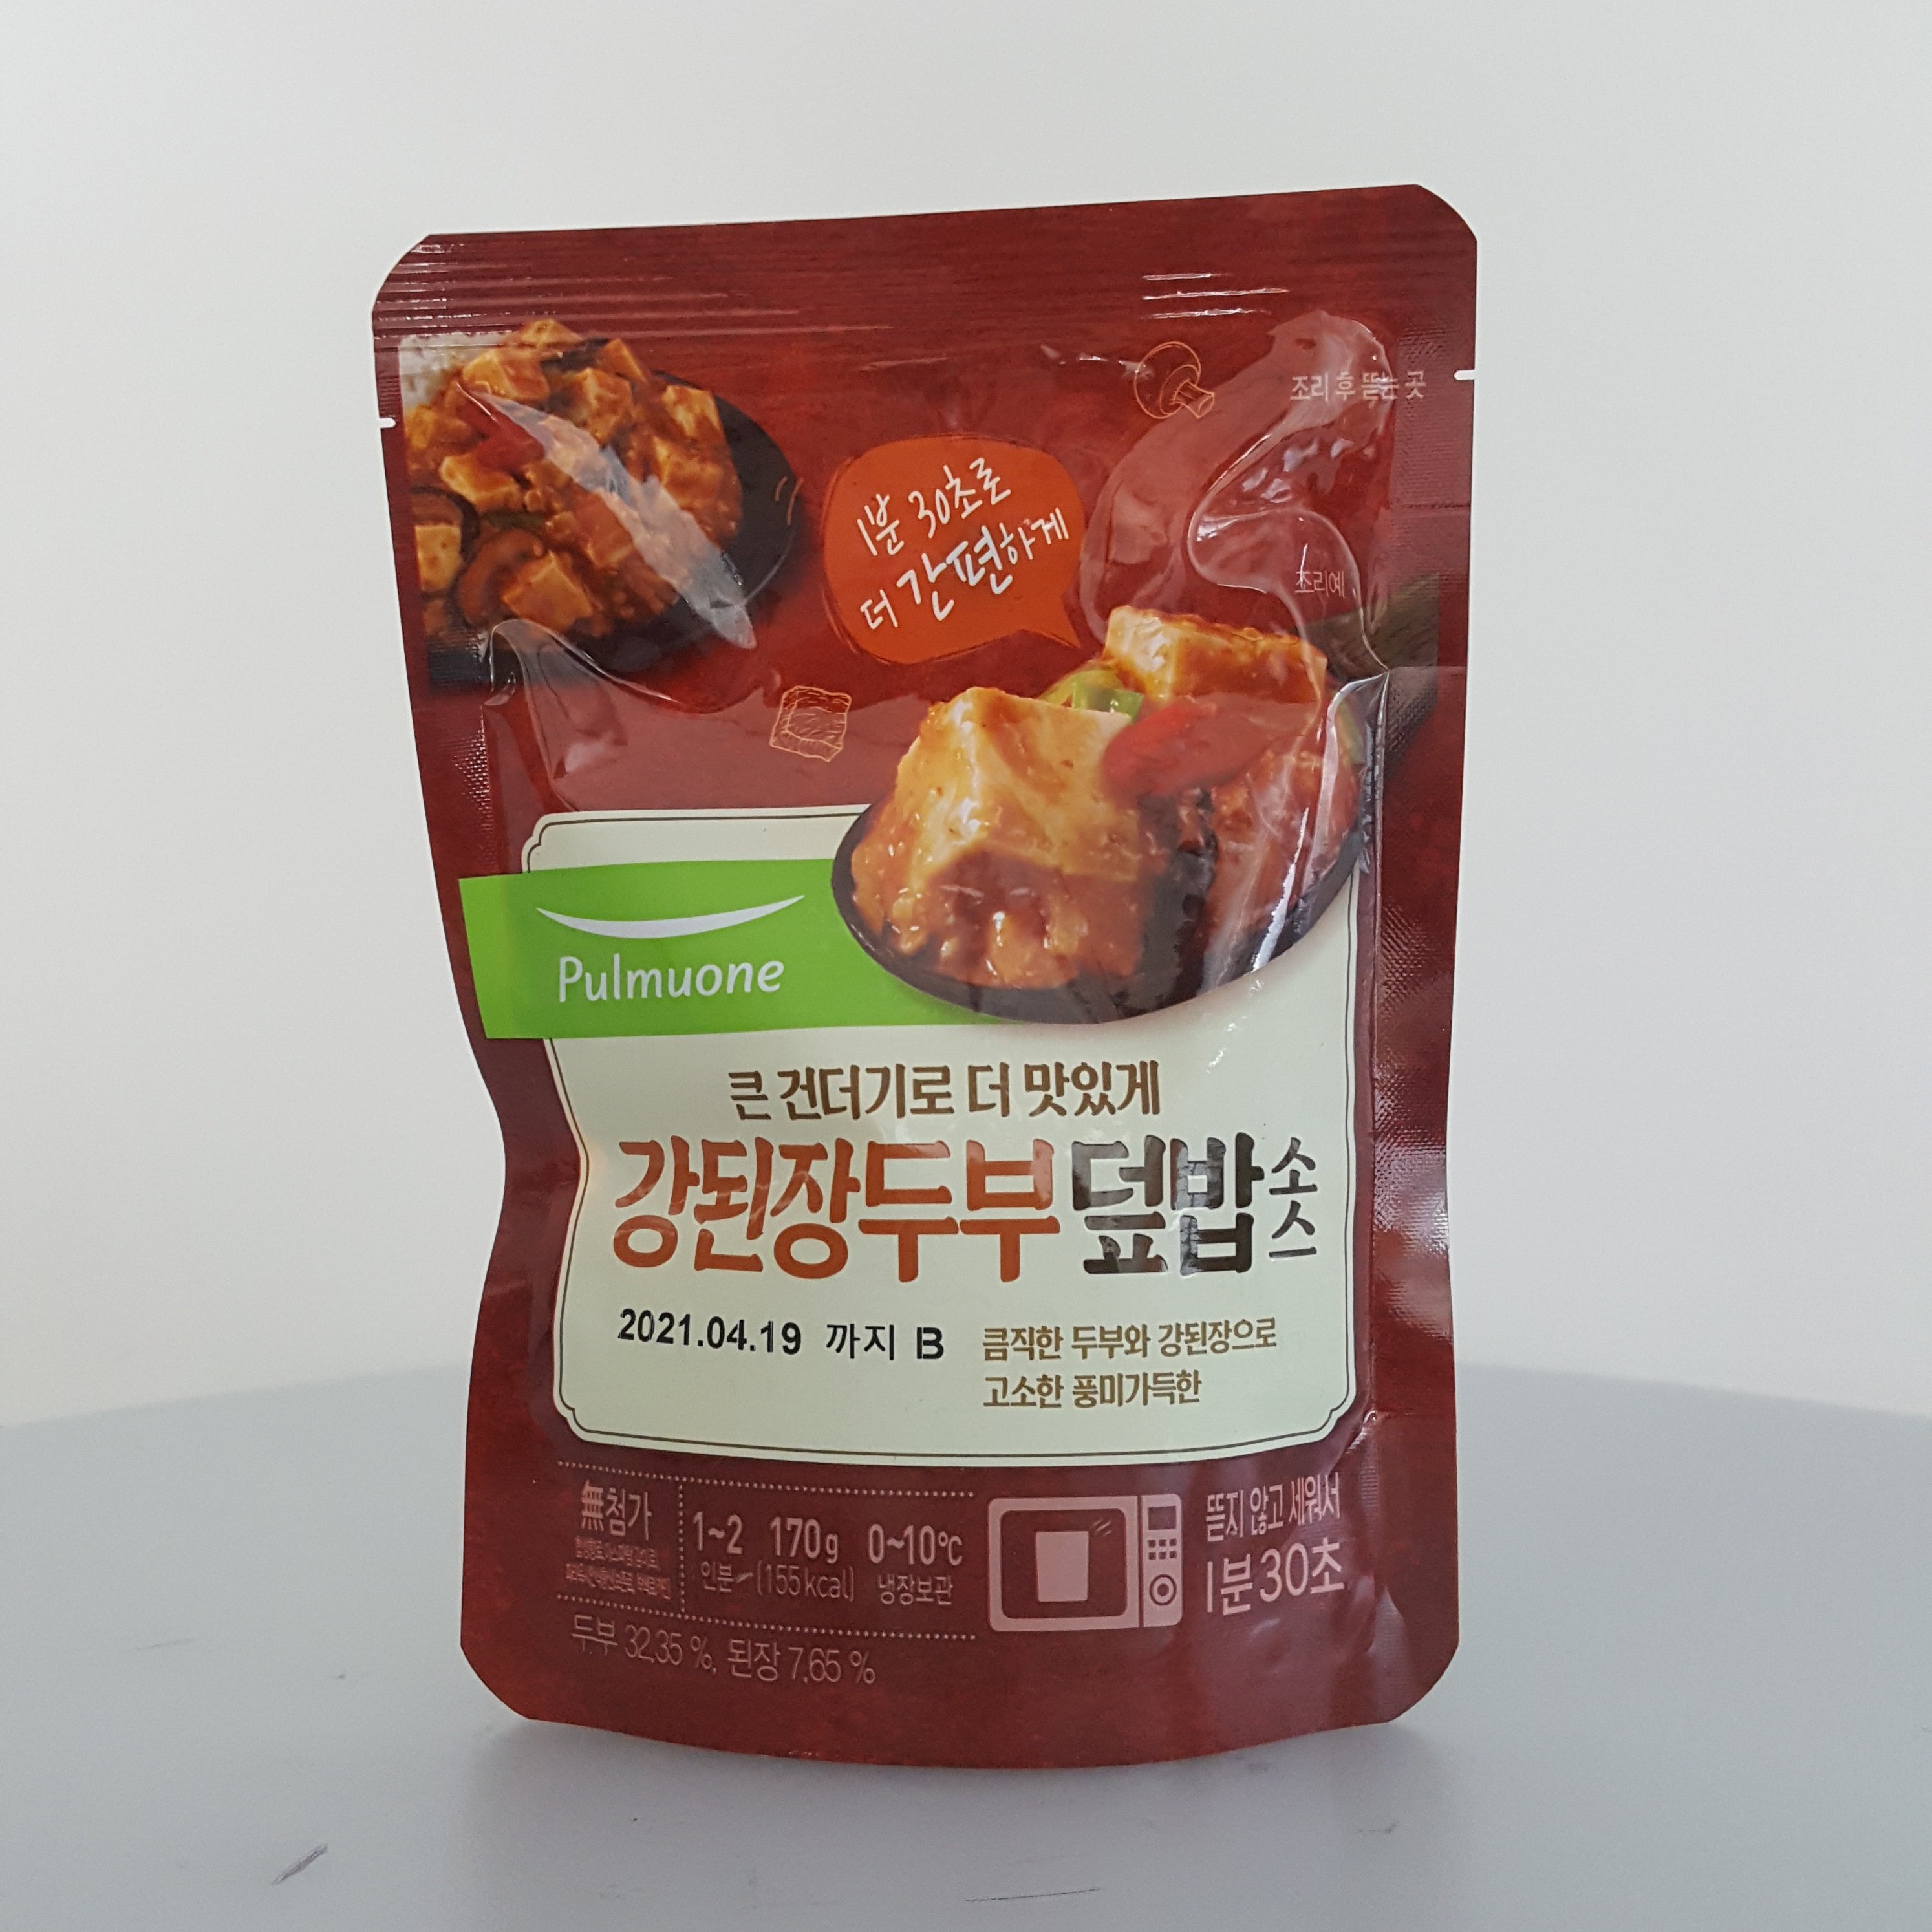 조리 후 뜯는 곳
1분 30초로
더 간편하게
조리예
Pulmuone
큰 건더기로 더 맛있게
강된장두부덮밥소스
2021.04.19 까지 B
큼직한 두부와 강된장으로
고소한 풍미가득한
無첨가
1~2 170g 0~10℃
인분 (155 kcal) 냉장보관
뜯지 않고 세워서
1분30초
두부 32.35 %, 된장 7.65 %